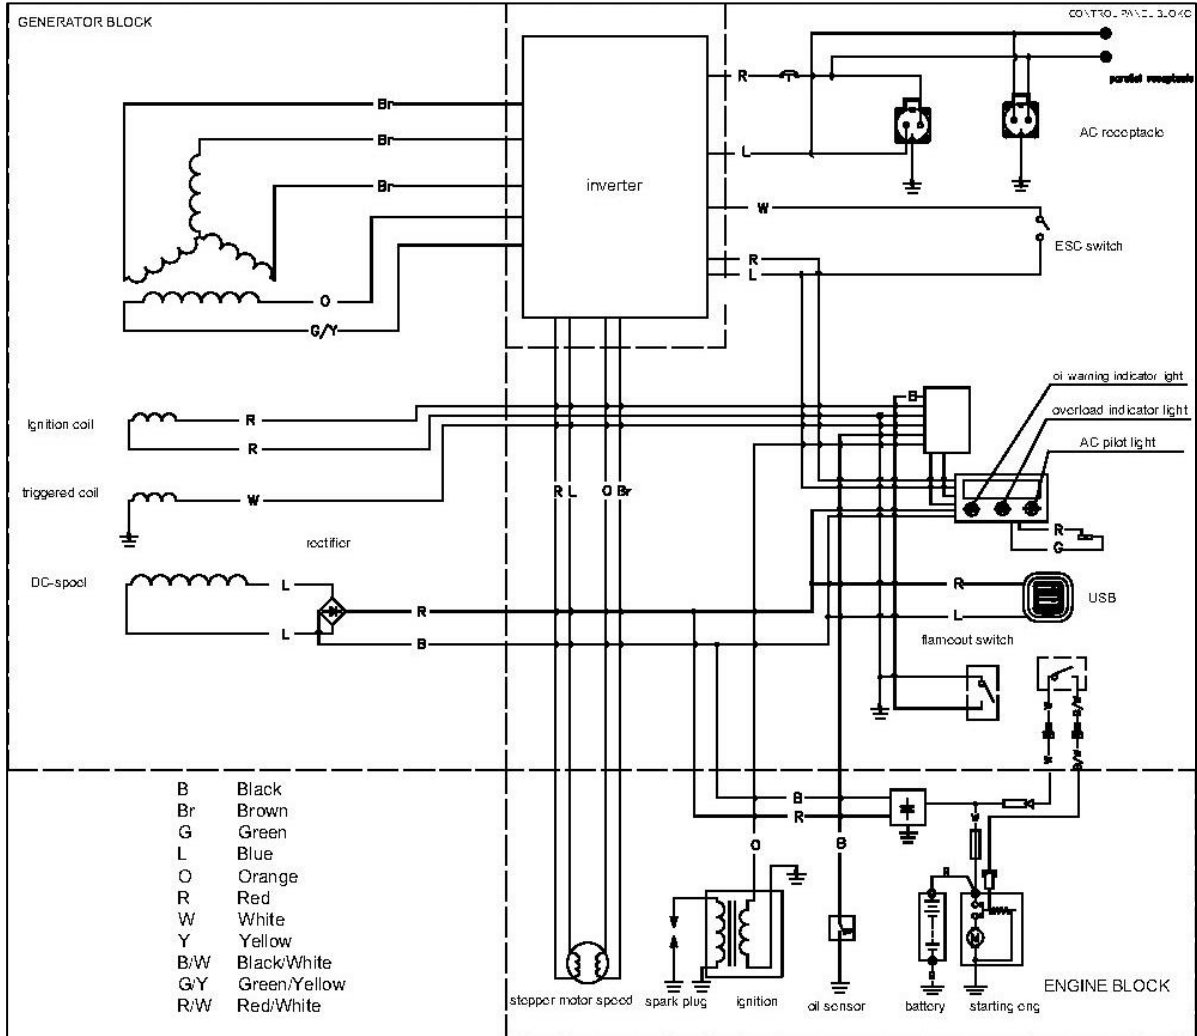 GENERATOR BLOCK
parallel receptacle
Br
Br
Br
O
G/Y
inverter
R
L
W
R
L
AC receptacle
ESC switch
oil warning indicator light
overload indicator light
AC pilot light
B
Ignition coil
R
R
triggered coil
W
R L O Br
R
G
rectifier
DC-spool
L
L
R
B
R
L
USB
flameout switch
W B/W
W B/W
B Black
Br Brown
G Green
L Blue
O Orange
R Red
W White
Y Yellow
B/W Black/White
G/Y Green/Yellow
R/W Red/White
B
R
W
O
B
stepper motor speed
spark plug
ignition
oil sensor
battery
starting eng
M
ENGINE BLOCK